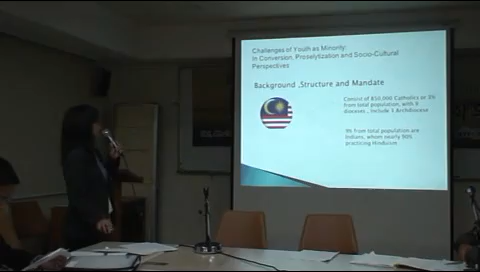 Challenges of Youth as Minority:
In Conversion, Proselytization and Socio-Cultural
Perspectives
Background ,Structure and Mandate
Consist of 850,000 Catholics or 3%
from total population, with 9
dioceses , include 3 Archdiocese
9% from total population are
Indians, whom nearly 90%
practicing Hinduism